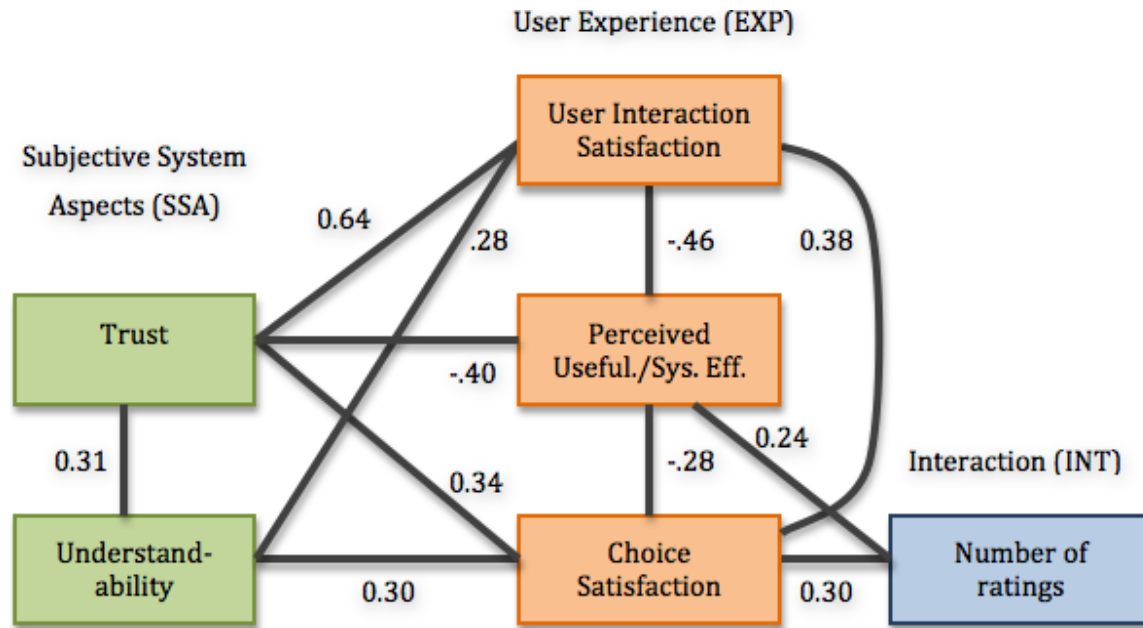 User Experience (EXP)
User Interaction
Satisfaction
Subjective System
Aspects (SSA)
0.64
.28
-.46
0.38
Trust
Perceived
Useful./Sys. Eff.
-.40
0.31
0.34
-.28
0.24
Interaction (INT)
Understand-
ability
Choice
Satisfaction
Number of
ratings
0.30
0.30